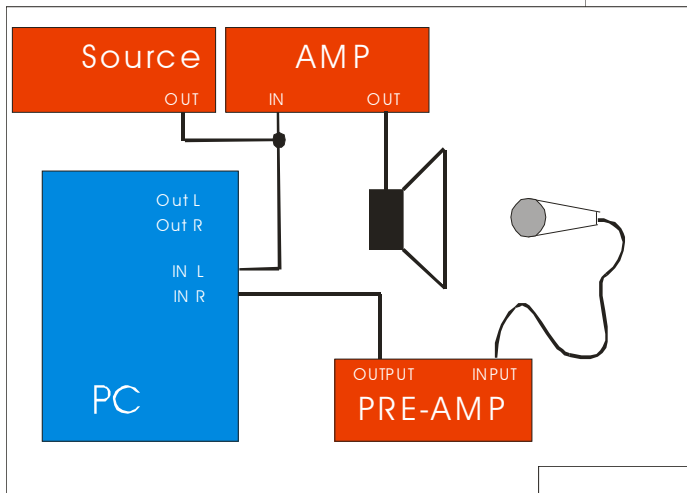 Source
OUT
AMP
IN OUT
Out L
Out R
IN L
IN R
PC
OUTPUT INPUT
PRE-AMP